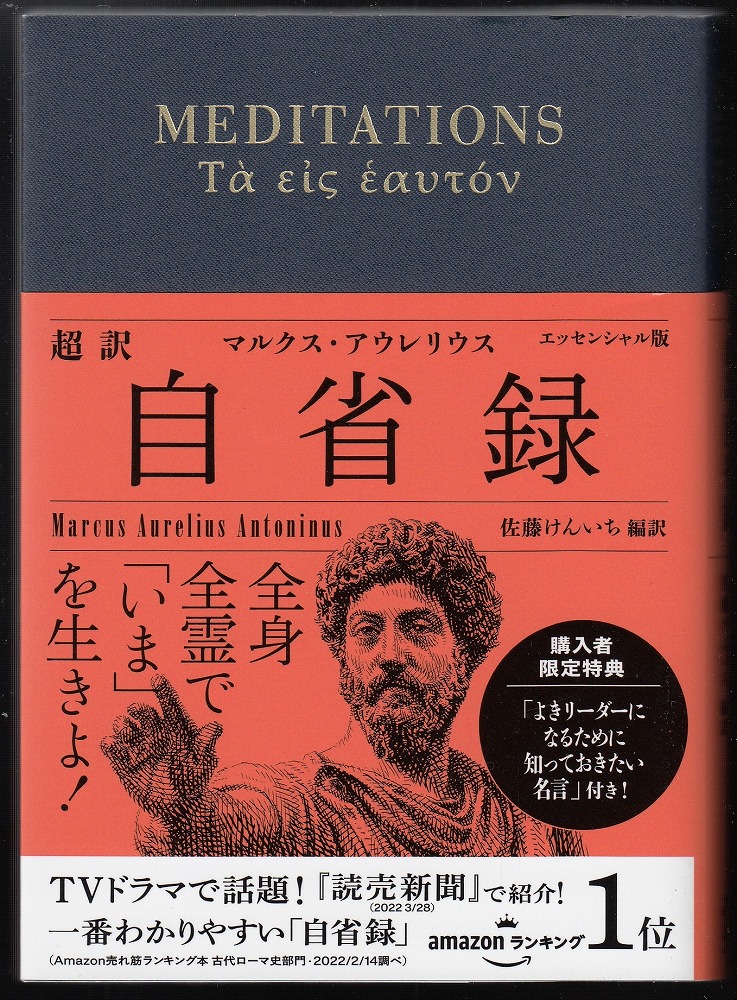 MEDITATIONS
Τὰ εἰς ἑαυτόν
超訳 マルクス・アウレリウス エッセンシャル版
自省録
Marcus Aurelius Antoninus 佐藤けんいち 編訳
全身
全霊で
「いま」
を生きよ!
購入者
限定特典
「よきリーダーに
なるために
知っておきたい
名言」付き!
TVドラマで話題!『読売新聞』で紹介!
(2022 3/28)
一番わかりやすい「自省録」 amazon ランキング 1位
(Amazon売れ筋ランキング本 古代ローマ史部門・2022/2/14調べ)